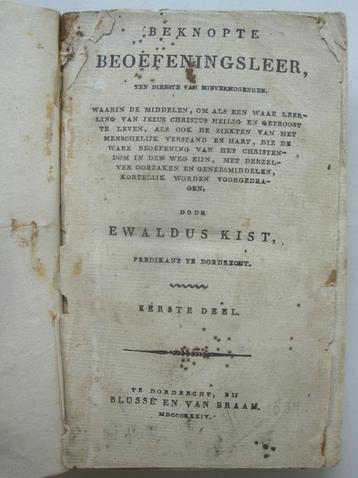 BEKNOPTE
BEOEFENINGSLEER,
TEN DIENSTE VAN MINVERMOGENDEN.
WAARIN DE MIDDELEN, OM ALS EEN WAAR LEER-
LING VAN JEZUS CHRISTUS HEILIG EN GETROOST
TE LEVEN, ALS OOK DE ZIEKTEN VAN HET
MENSCHELIJK VERSTAND EN HART, DIE DE
WARE BEOEFENING VAN HET CHRISTEN-
DOM IN DEN WEG ZIJN, MET DERZEL-
VER OORZAKEN EN GENEESMIDDELEN,
KORTELIJK WORDEN VOORGEDRA-
GEN,
DOOR
EWALDUS KIST,
PREDIKANT TE DORDRECHT.
EERSTE DEEL.
TE DORDRECHT, BIJ
BLUSSÉ EN VAN BRAAM.
MDCCCXXXIV.
1834